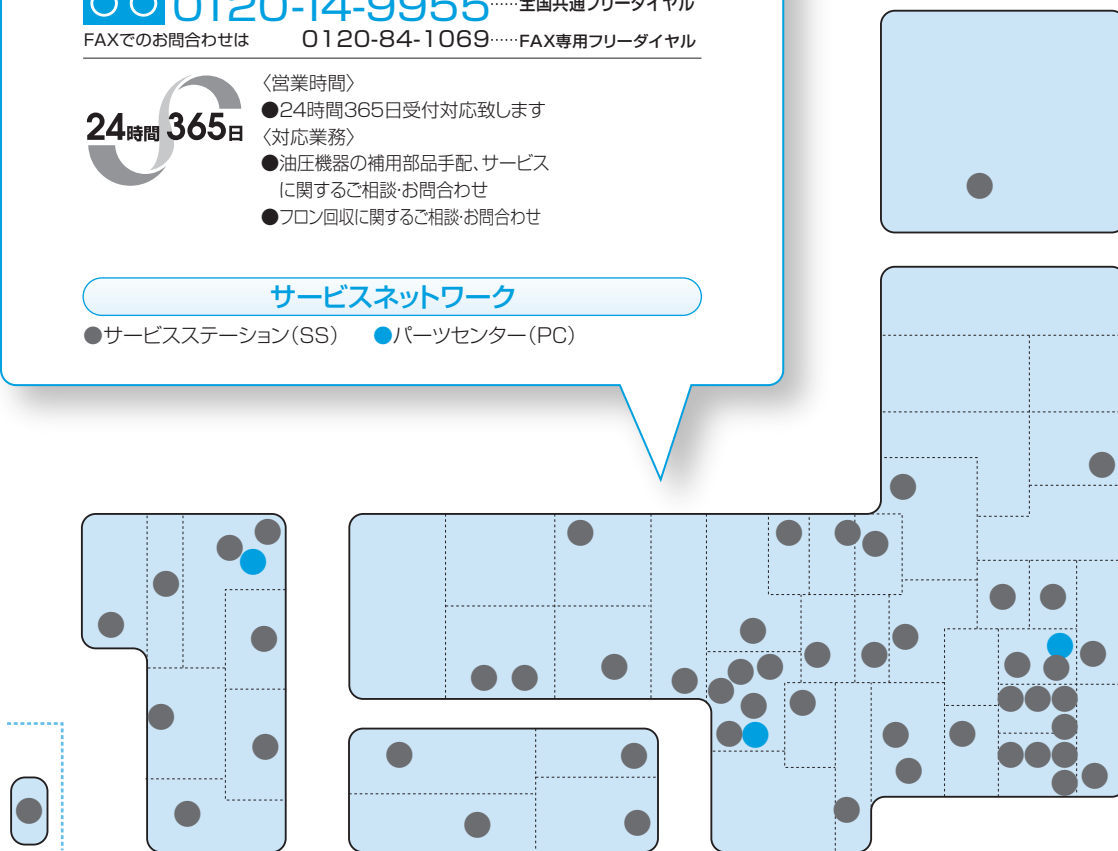 0120-14-9955……全国共通フリーダイヤル
FAXでのお問合わせは 0120-84-1069……FAX専用フリーダイヤル
24時間 365日
〈営業時間〉
●24時間365日受付対応致します
〈対応業務〉
●油圧機器の補用部品手配、サービス
に関するご相談・お問合わせ
●フロン回収に関するご相談・お問合わせ
サービスネットワーク
●サービスステーション(SS) ●パーツセンター(PC)